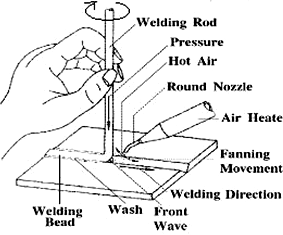 Welding Rod
Pressure
Hot Air
Round Nozzle
Air Heate
Fanning
Movement
Welding Direction
Welding
Bead
Wash
Front
Wave